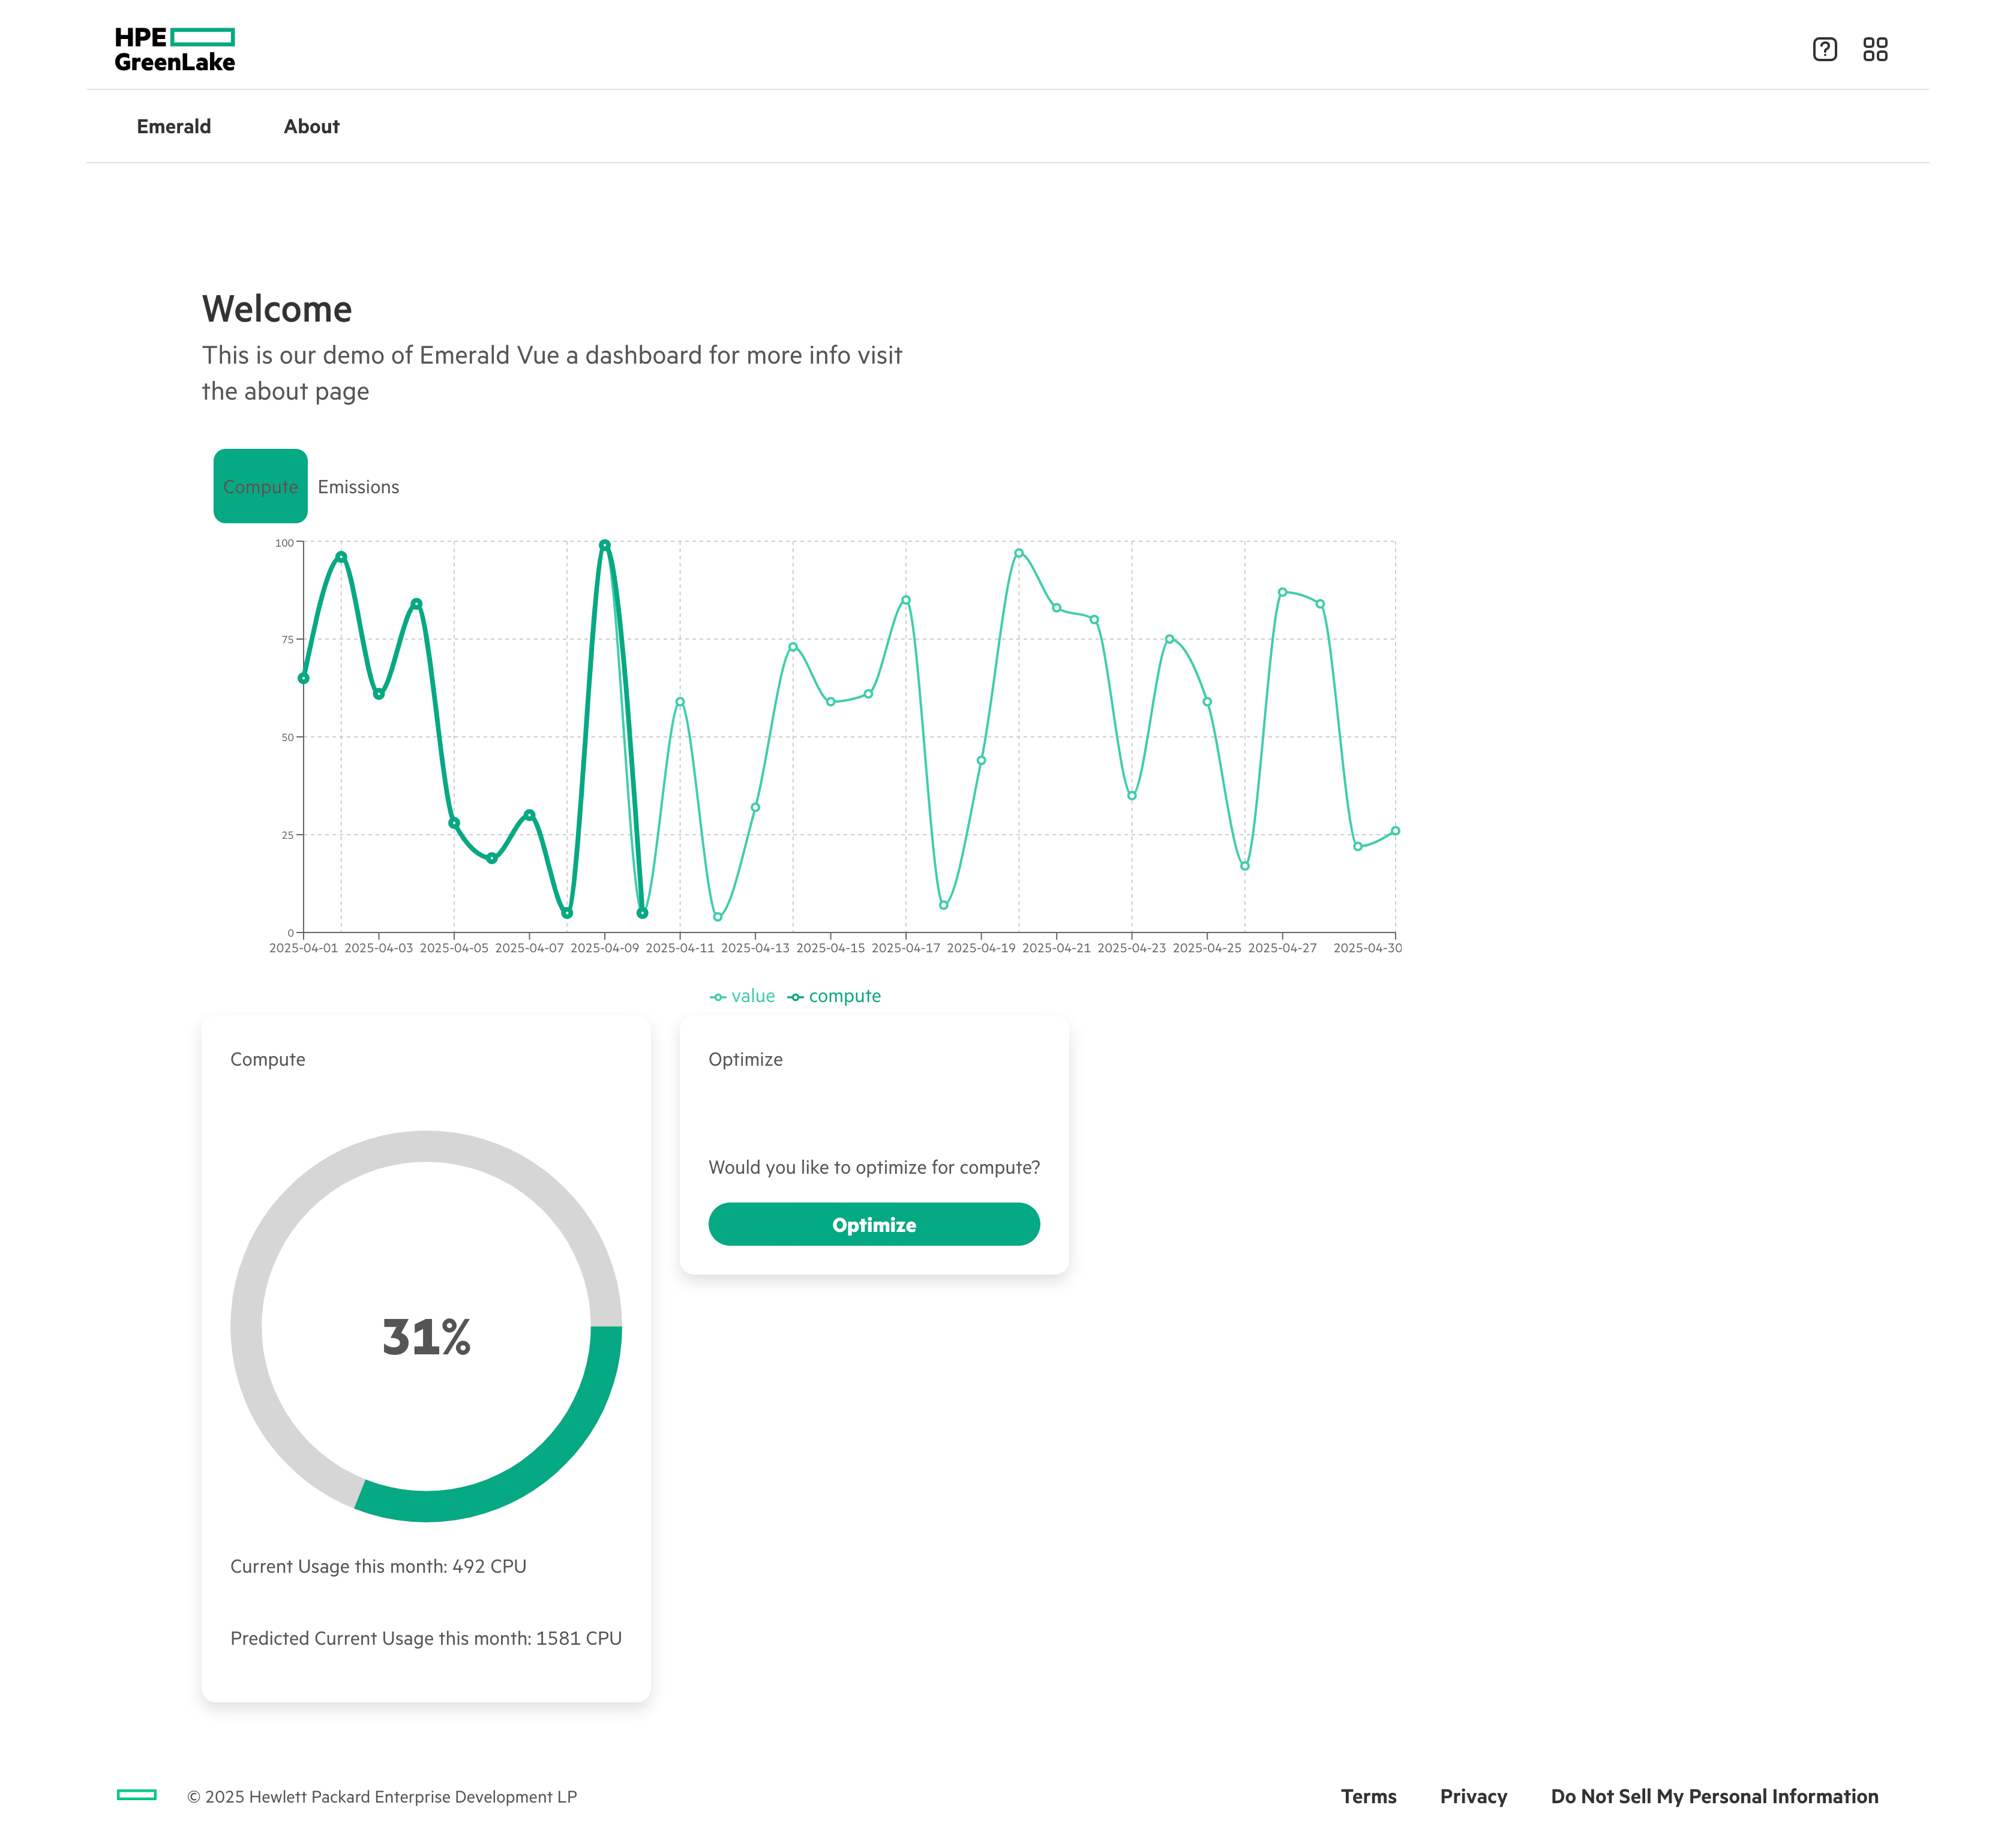 HPE
GreenLake
Emerald About
Welcome
This is our demo of Emerald Vue a dashboard for more info visit
the about page
Compute Emissions
100
75
50
25
0
2025-04-01 2025-04-03 2025-04-05 2025-04-07 2025-04-09 2025-04-11 2025-04-13 2025-04-15 2025-04-17 2025-04-19 2025-04-21 2025-04-23 2025-04-25 2025-04-27 2025-04-30
value compute
Compute
31%
Current Usage this month: 492 CPU
Predicted Current Usage this month: 1581 CPU
Optimize
Would you like to optimize for compute?
Optimize
© 2025 Hewlett Packard Enterprise Development LP
Terms Privacy Do Not Sell My Personal Information